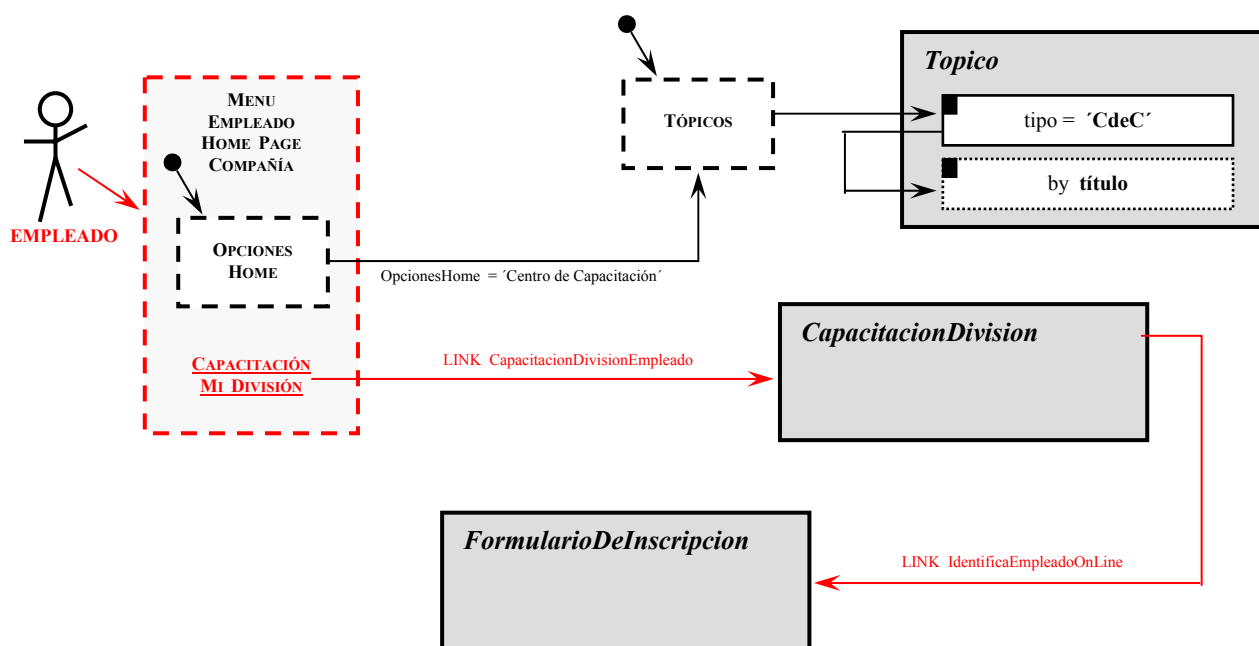 Topico
MENU
EMPLEADO
HOME PAGE
COMPAÑÍA
TÓPICOS
tipo = ´CdeC´
by título
EMPLEADO
OPCIONES
HOME
OpcionesHome = ´Centro de Capacitación´
CapacitacionDivision
CAPACITACIÓN
MI DIVISIÓN
LINK CapacitacionDivisionEmpleado
FormularioDeInscripcion
LINK IdentificaEmpleadoOnLine